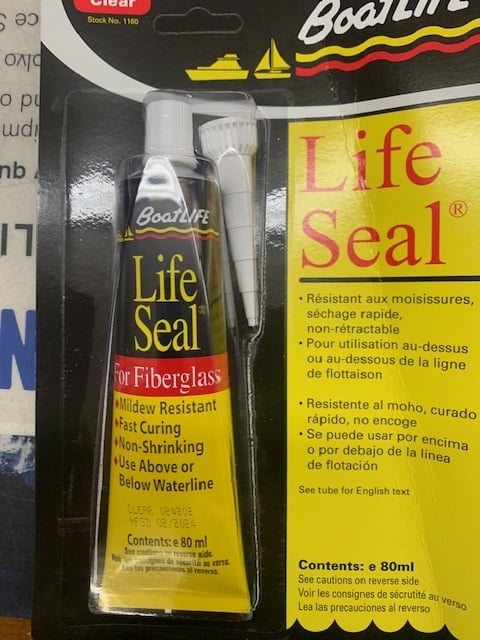 Clear
Stock No. 1160
BoatLIFE
Life
Seal®
• Résistant aux moisissures,
séchage rapide,
non-rétractable
• Pour utilisation au-dessus
ou au-dessous de la ligne
de flottaison
• Resistente al moho, curado
rápido, no encoge
• Se puede usar por encima
o por debajo de la línea
de flotación
See tube for English text
Contents: e 80ml
See cautions on reverse side
Voir les consignes de sécrutité au verso
Lea las precauciones al reverso
BoatLIFE
Life
Seal®
For Fiberglass
•Mildew Resistant
•Fast Curing
•Non-Shrinking
•Use Above or
Below Waterline
CLEAR 024202
MFGD 02/2024
Contents: e 80 ml
See cautions on reverse side.
Voir les consignes de sécurité au verso.
Lea las precauciones al reverso.